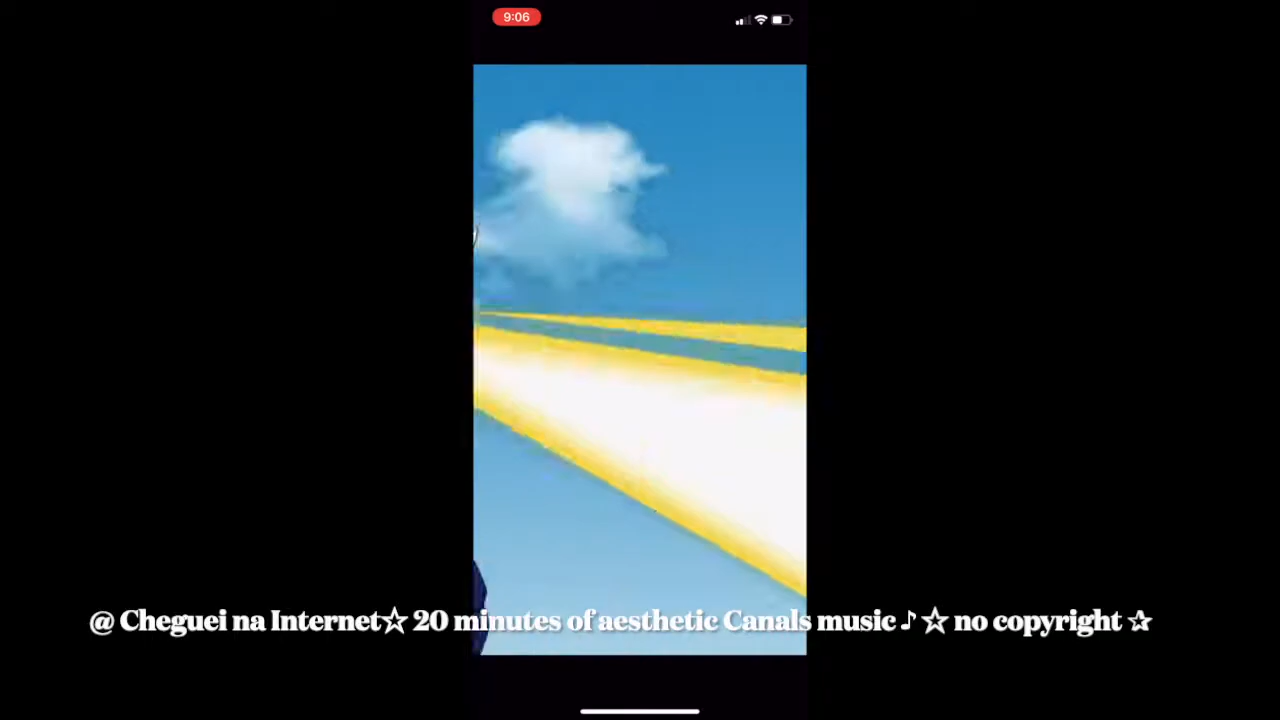 9:06
@ Cheguei na Internet☆ 20 minutes of aesthetic Canals music ♪ ☆ no copyright ✰